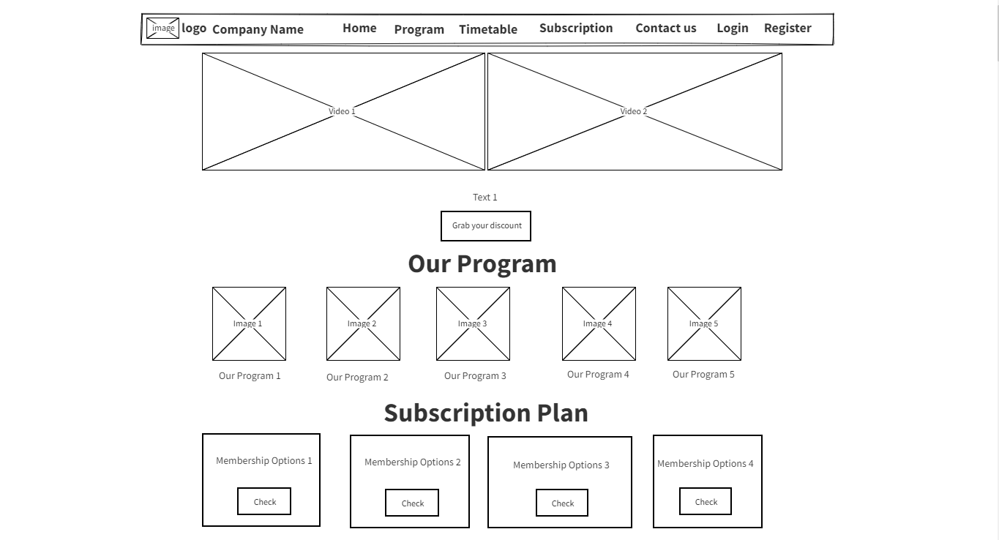 image logo Company Name Home Program Timetable Subscription Contact us Login Register
Video 1 Video 2
Text 1
Grab your discount
Our Program
Image 1 Image 2 Image 3 Image 4 Image 5
Our Program 1 Our Program 2 Our Program 3 Our Program 4 Our Program 5
Subscription Plan
Membership Options 1 Membership Options 2 Membership Options 3 Membership Options 4
Check Check Check Check